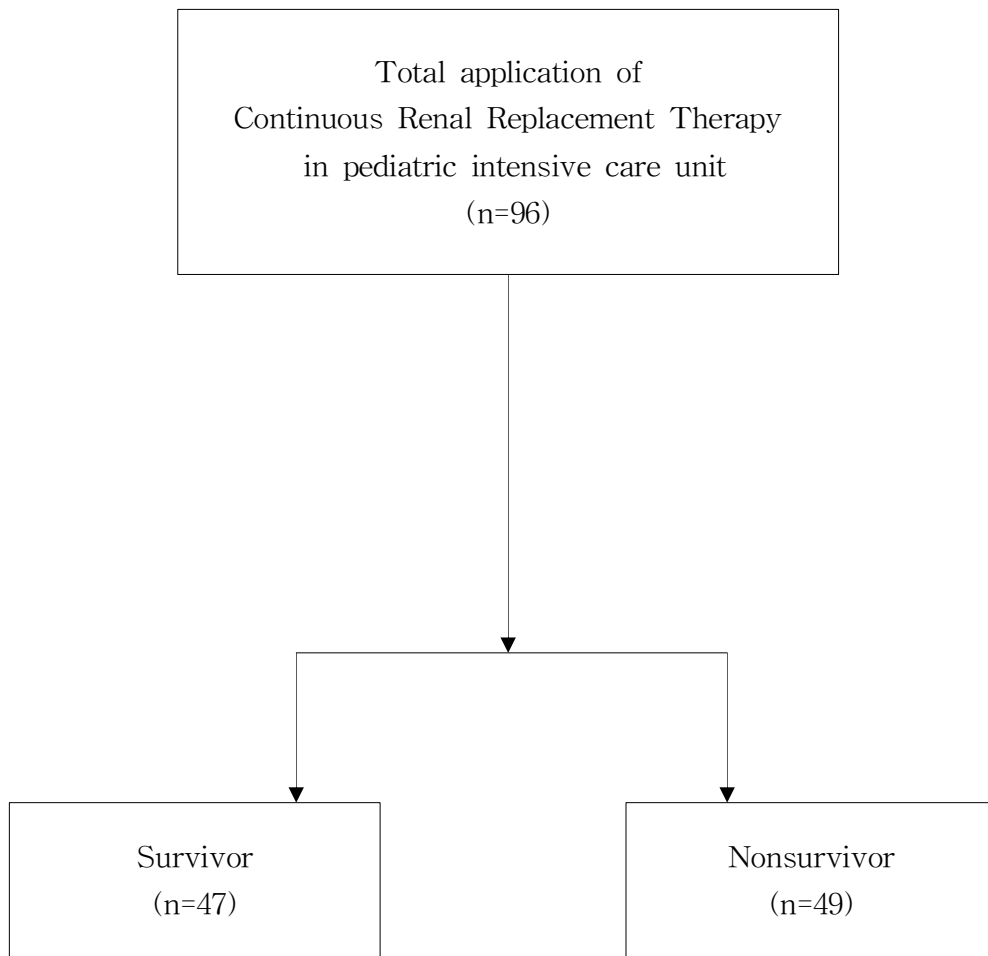 Total application of
Continuous Renal Replacement Therapy
in pediatric intensive care unit
(n=96)
Survivor
(n=47)
Nonsurvivor
(n=49)